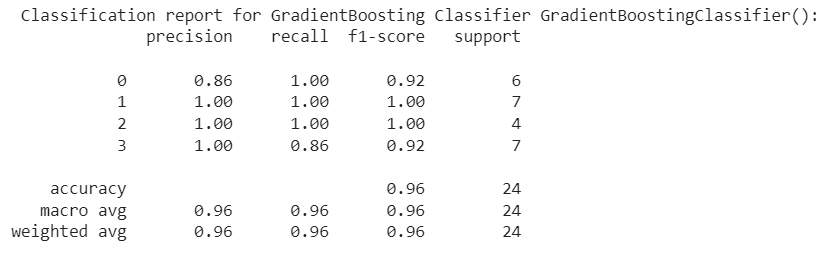 Classification report for GradientBoosting Classifier GradientBoostingClassifier():
precision recall f1-score support
0 0.86 1.00 0.92 6
1 1.00 1.00 1.00 7
2 1.00 1.00 1.00 4
3 1.00 0.86 0.92 7
accuracy 0.96 24
macro avg 0.96 0.96 0.96 24
weighted avg 0.96 0.96 0.96 24